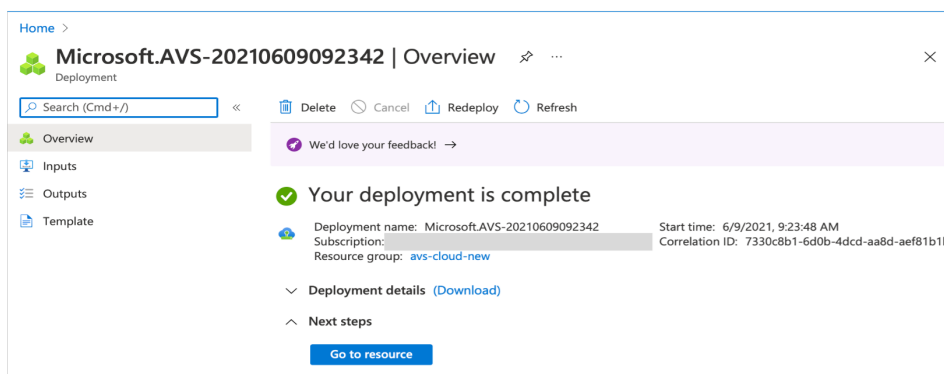 Home >
Microsoft.AVS-20210609092342 | Overview ...
Deployment
Search (Cmd+/) «
Delete Cancel Redeploy Refresh
Overview
We'd love your feedback! →
Inputs
Outputs
Your deployment is complete
Template
Deployment name: Microsoft.AVS-20210609092342 Start time: 6/9/2021, 9:23:48 AM
Subscription: Correlation ID: 7330c8b1-6d0b-4dcd-aa8d-aef81b1
Resource group: avs-cloud-new
Deployment details (Download)
Next steps
Go to resource